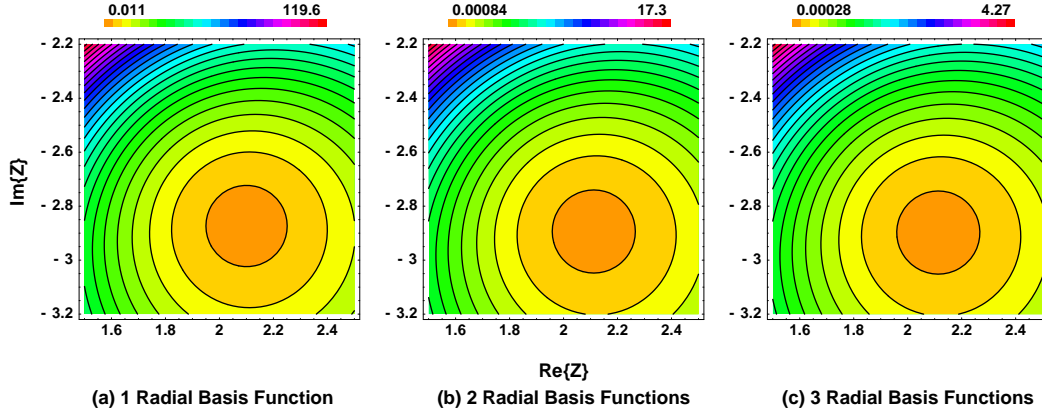 0.011 119.6
0.00084 17.3
0.00028 4.27
- 2.2
- 2.4
- 2.6
- 2.8
- 3
- 3.2
1.6 1.8 2 2.2 2.4
- 2.2
- 2.4
- 2.6
- 2.8
- 3
- 3.2
1.6 1.8 2 2.2 2.4
- 2.2
- 2.4
- 2.6
- 2.8
- 3
- 3.2
1.6 1.8 2 2.2 2.4
Im{Z}
Re{Z}
(a) 1 Radial Basis Function
(b) 2 Radial Basis Functions
(c) 3 Radial Basis Functions